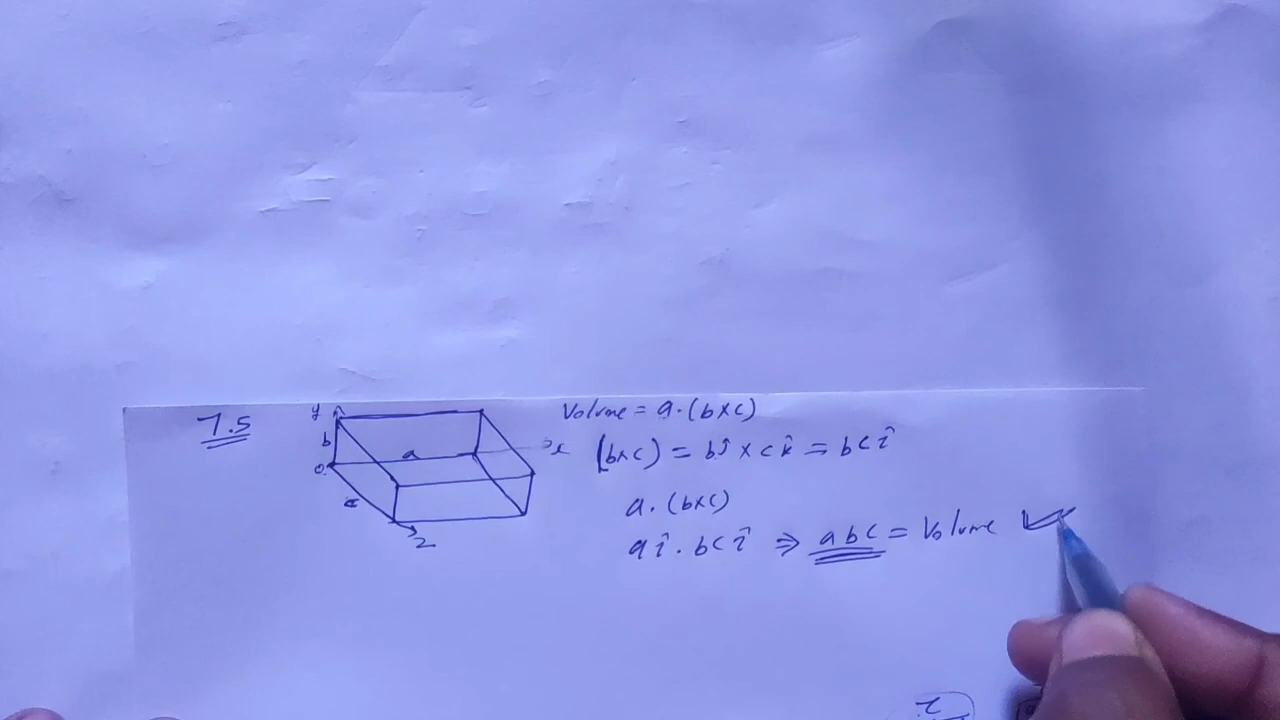 7.5
y
b
a
x
o
c
z
Volume = a·(b×c)
(b×c) = bĵ × ck̂ = bcî
a·(b×c)
aî·bcî ⇒ abc = Volume ✓